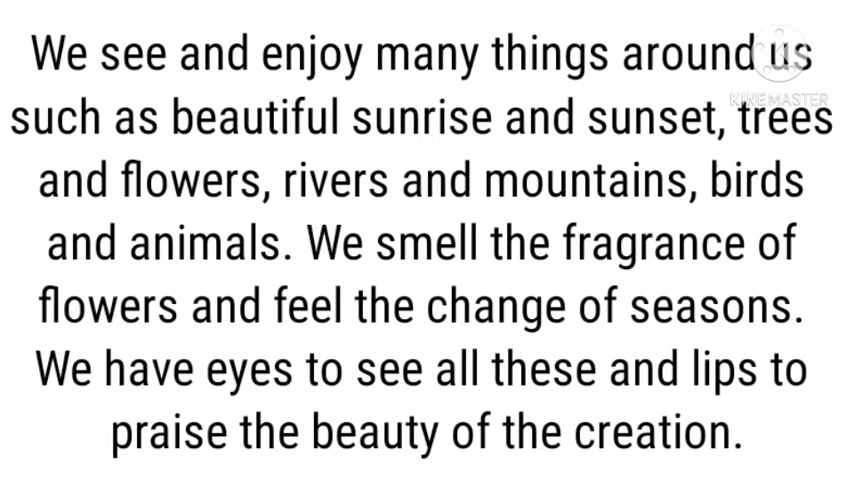 We see and enjoy many things around us
KINEMASTER
such as beautiful sunrise and sunset, trees
and flowers, rivers and mountains, birds
and animals. We smell the fragrance of
flowers and feel the change of seasons.
We have eyes to see all these and lips to
praise the beauty of the creation.